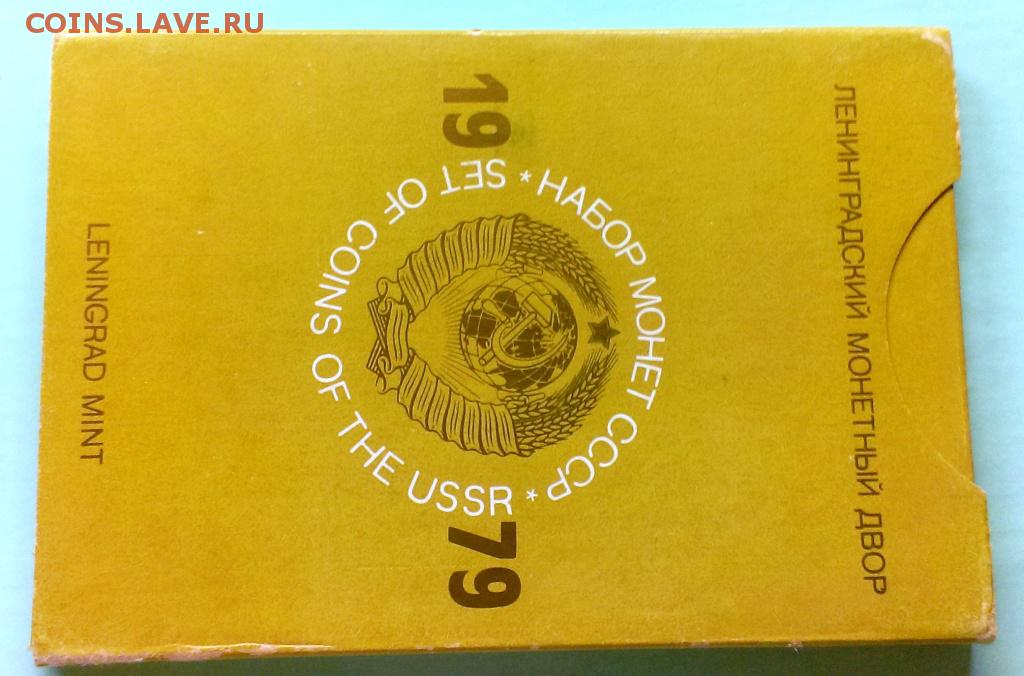 COINS.LAVE.RU
ЛЕНИНГРАДСКИЙ МОНЕТНЫЙ ДВОР
19 79
* НАБОР МОНЕТ СССР *
SET OF COINS OF THE USSR
LENINGRAD MINT